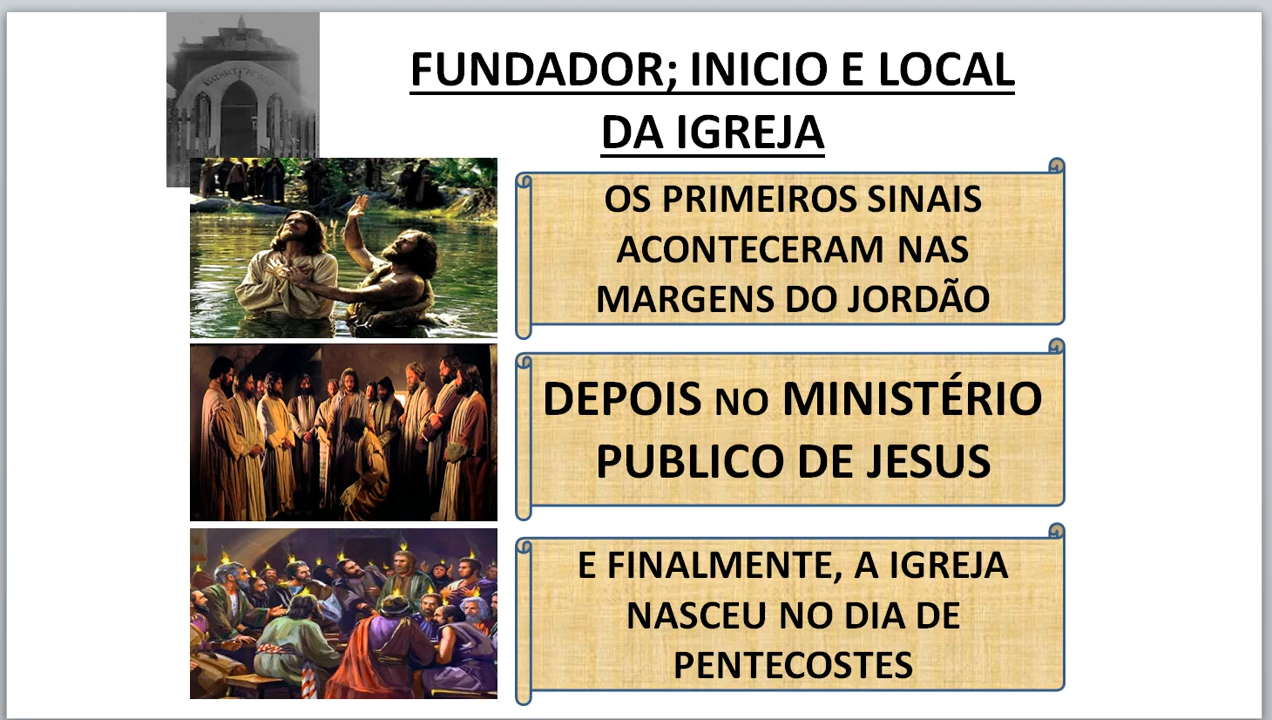 FUNDADOR; INICIO E LOCAL
DA IGREJA
OS PRIMEIROS SINAIS
ACONTECERAM NAS
MARGENS DO JORDÃO
DEPOIS NO MINISTÉRIO
PUBLICO DE JESUS
E FINALMENTE, A IGREJA
NASCEU NO DIA DE
PENTECOSTES